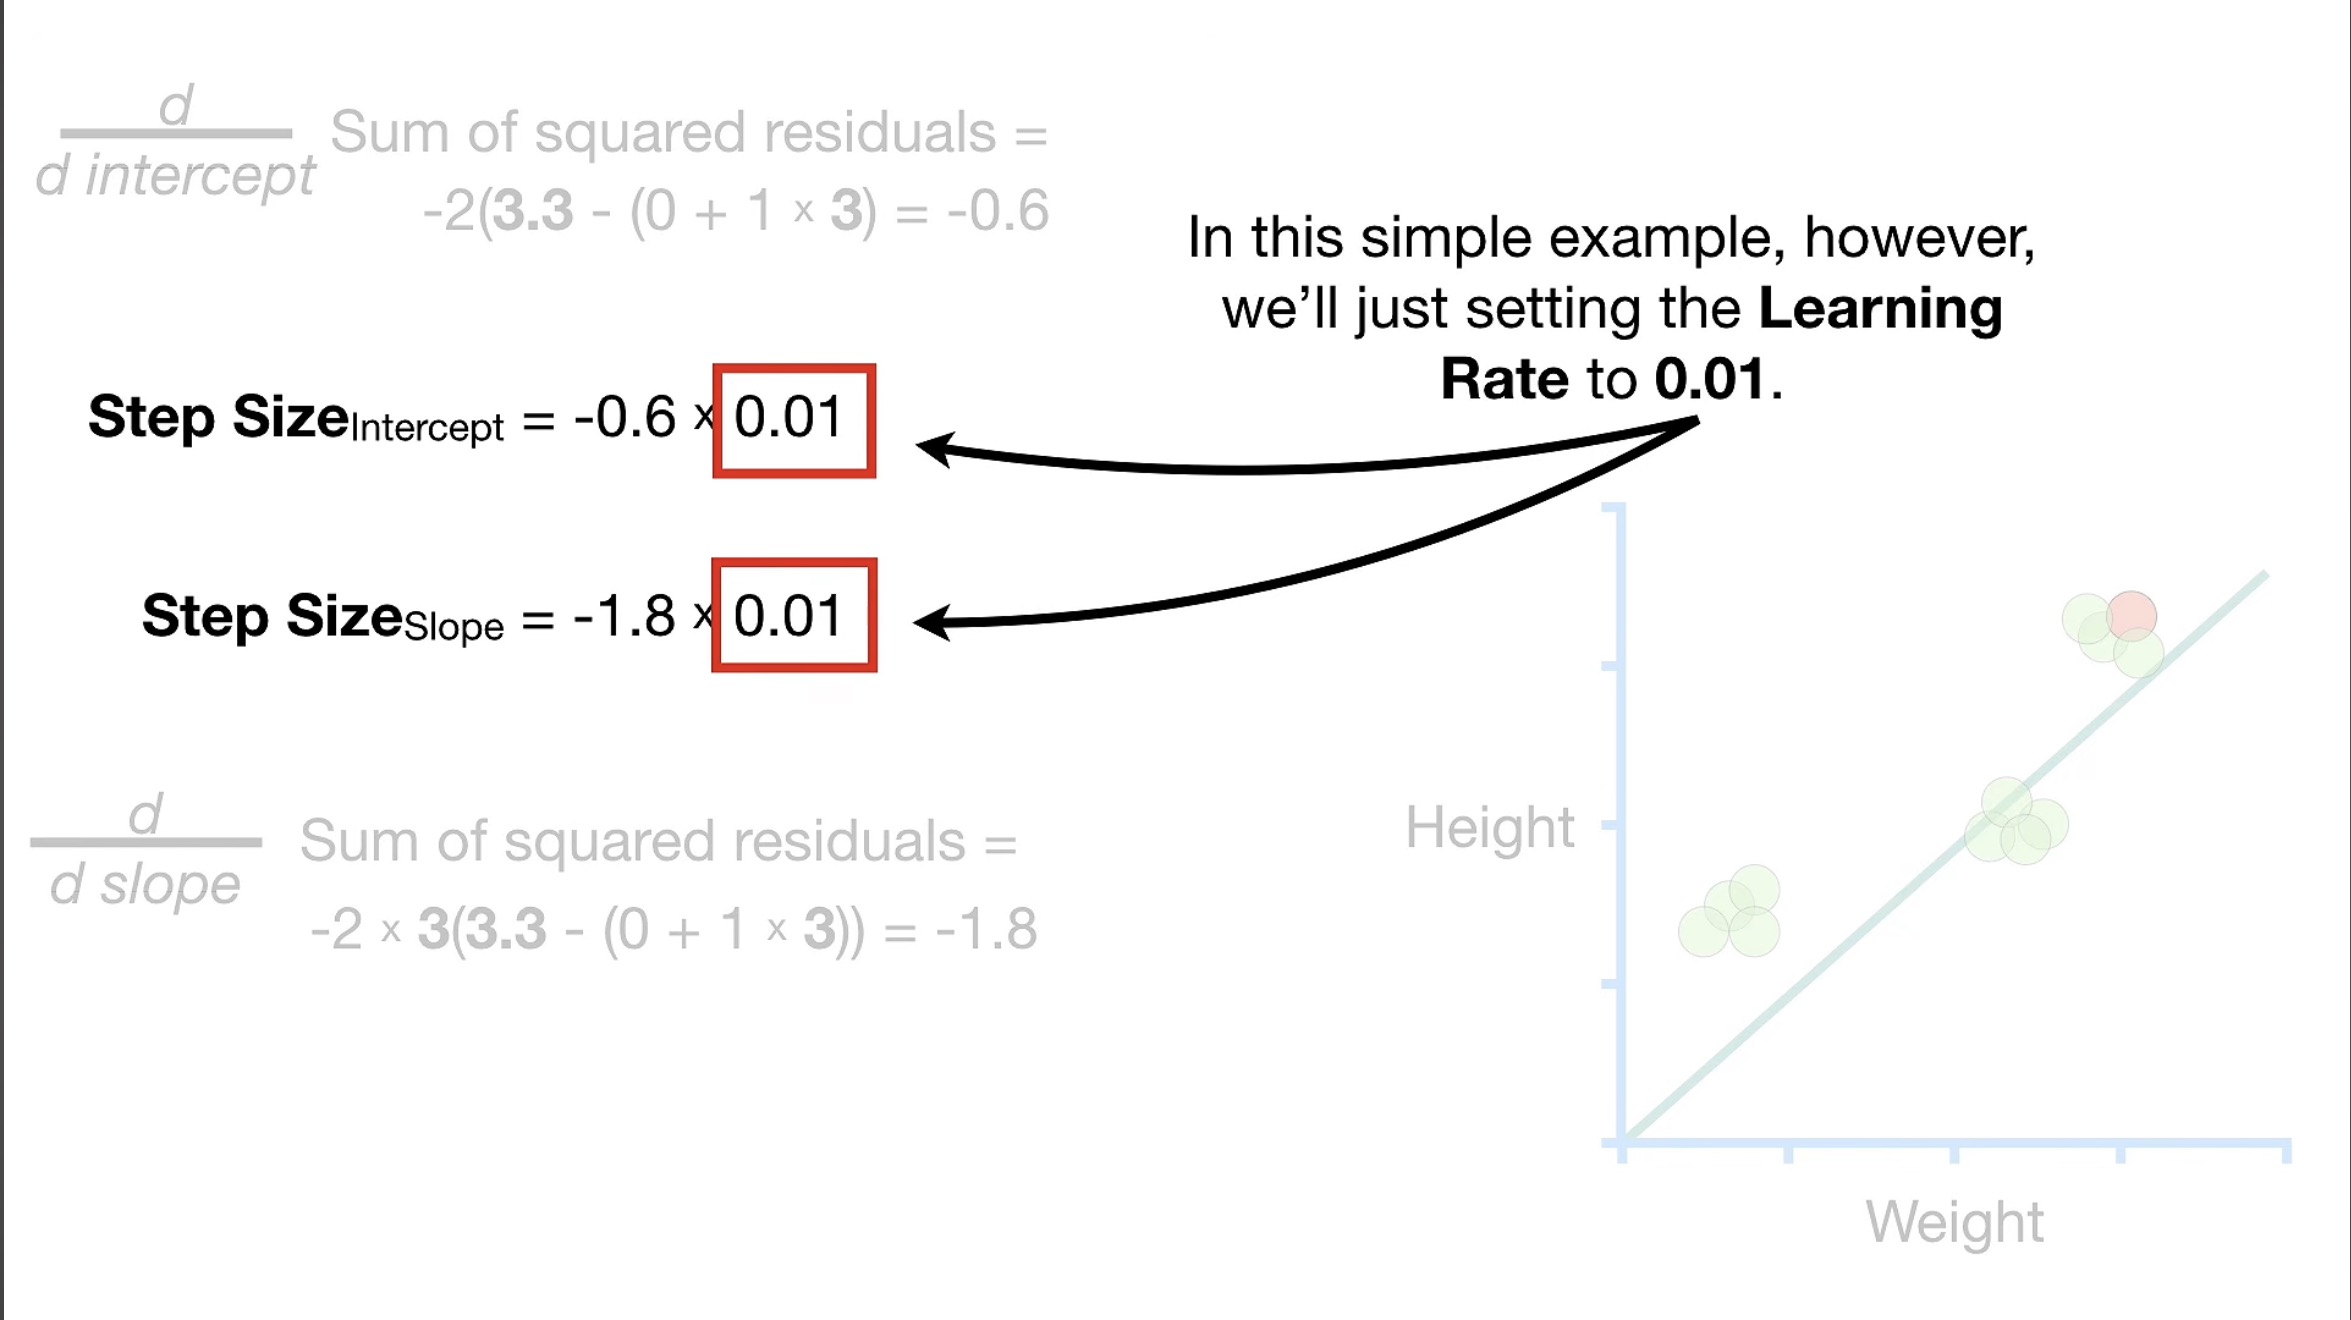 d
d intercept
Sum of squared residuals =
-2(3.3 - (0 + 1 x 3) = -0.6
In this simple example, however,
we’ll just setting the Learning
Rate to 0.01.
Step SizeIntercept = -0.6 x 0.01
Step SizeSlope = -1.8 x 0.01
d
d slope
Sum of squared residuals =
-2 x 3(3.3 - (0 + 1 x 3)) = -1.8
Height
Weight